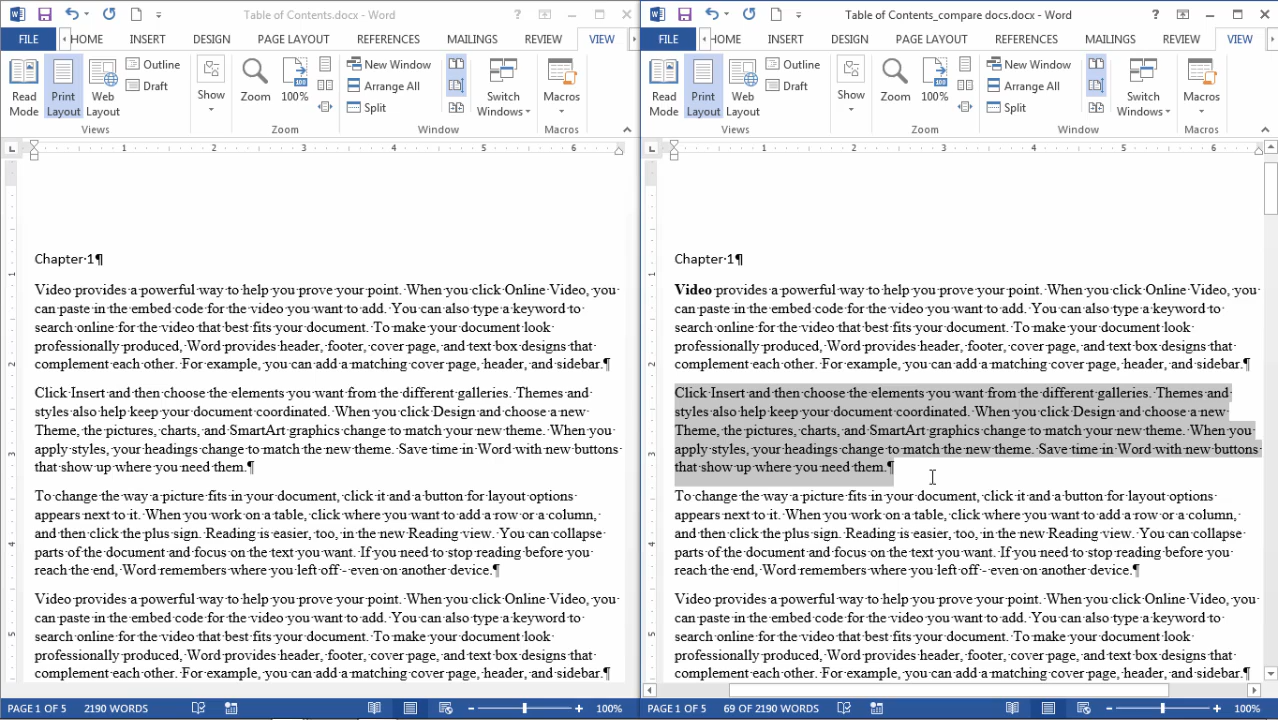 Table of Contents.docx - Word
FILE HOME INSERT DESIGN PAGE LAYOUT REFERENCES MAILINGS REVIEW VIEW
Read Mode
Print Layout
Web Layout
Outline
Draft
Views
Show
Zoom
100%
Zoom
New Window
Arrange All
Split
Switch Windows
Window
Macros
Macros
1 2 3 4 5 6
Chapter·1¶
Video·provides·a·powerful·way·to·help·you·prove·your·point.·When·you·click·Online·Video,·you·
can·paste·in·the·embed·code·for·the·video·you·want·to·add.·You·can·also·type·a·keyword·to·
search·online·for·the·video·that·best·fits·your·document.·To·make·your·document·look·
professionally·produced,·Word·provides·header,·footer,·cover·page,·and·text·box·designs·that·
complement·each·other.·For·example,·you·can·add·a·matching·cover·page,·header,·and·sidebar.¶
Click·Insert·and·then·choose·the·elements·you·want·from·the·different·galleries.·Themes·and·
styles·also·help·keep·your·document·coordinated.·When·you·click·Design·and·choose·a·new·
Theme,·the·pictures,·charts,·and·SmartArt·graphics·change·to·match·your·new·theme.·When·you·
apply·styles,·your·headings·change·to·match·the·new·theme.·Save·time·in·Word·with·new·buttons·
that·show·up·where·you·need·them.¶
To·change·the·way·a·picture·fits·in·your·document,·click·it·and·a·button·for·layout·options·
appears·next·to·it.·When·you·work·on·a·table,·click·where·you·want·to·add·a·row·or·a·column,·
and·then·click·the·plus·sign.·Reading·is·easier,·too,·in·the·new·Reading·view.·You·can·collapse·
parts·of·the·document·and·focus·on·the·text·you·want.·If·you·need·to·stop·reading·before·you·
reach·the·end,·Word·remembers·where·you·left·off·-·even·on·another·device.¶
Video·provides·a·powerful·way·to·help·you·prove·your·point.·When·you·click·Online·Video,·you·
can·paste·in·the·embed·code·for·the·video·you·want·to·add.·You·can·also·type·a·keyword·to·
search·online·for·the·video·that·best·fits·your·document.·To·make·your·document·look·
professionally·produced,·Word·provides·header,·footer,·cover·page,·and·text·box·designs·that·
complement·each·other.·For·example,·you·can·add·a·matching·cover·page,·header,·and·sidebar.¶
1
2
3
4
5
PAGE 1 OF 5 2190 WORDS 100%
Table of Contents_compare docs.docx - Word
FILE HOME INSERT DESIGN PAGE LAYOUT REFERENCES MAILINGS REVIEW VIEW
Read Mode
Print Layout
Web Layout
Outline
Draft
Views
Show
Zoom
100%
Zoom
New Window
Arrange All
Split
Switch Windows
Window
Macros
Macros
1 2 3 4 5 6
Chapter·1¶
Video·provides·a·powerful·way·to·help·you·prove·your·point.·When·you·click·Online·Video,·you·
can·paste·in·the·embed·code·for·the·video·you·want·to·add.·You·can·also·type·a·keyword·to·
search·online·for·the·video·that·best·fits·your·document.·To·make·your·document·look·
professionally·produced,·Word·provides·header,·footer,·cover·page,·and·text·box·designs·that·
complement·each·other.·For·example,·you·can·add·a·matching·cover·page,·header,·and·sidebar.¶
Click·Insert·and·then·choose·the·elements·you·want·from·the·different·galleries.·Themes·and·
styles·also·help·keep·your·document·coordinated.·When·you·click·Design·and·choose·a·new·
Theme,·the·pictures,·charts,·and·SmartArt·graphics·change·to·match·your·new·theme.·When·you·
apply·styles,·your·headings·change·to·match·the·new·theme.·Save·time·in·Word·with·new·buttons·
that·show·up·where·you·need·them.¶
To·change·the·way·a·picture·fits·in·your·document,·click·it·and·a·button·for·layout·options·
appears·next·to·it.·When·you·work·on·a·table,·click·where·you·want·to·add·a·row·or·a·column,·
and·then·click·the·plus·sign.·Reading·is·easier,·too,·in·the·new·Reading·view.·You·can·collapse·
parts·of·the·document·and·focus·on·the·text·you·want.·If·you·need·to·stop·reading·before·you·
reach·the·end,·Word·remembers·where·you·left·off·-·even·on·another·device.¶
Video·provides·a·powerful·way·to·help·you·prove·your·point.·When·you·click·Online·Video,·you·
can·paste·in·the·embed·code·for·the·video·you·want·to·add.·You·can·also·type·a·keyword·to·
search·online·for·the·video·that·best·fits·your·document.·To·make·your·document·look·
professionally·produced,·Word·provides·header,·footer,·cover·page,·and·text·box·designs·that·
complement·each·other.·For·example,·you·can·add·a·matching·cover·page,·header,·and·sidebar.¶
1
2
3
4
5
PAGE 1 OF 5 69 OF 2190 WORDS 100%